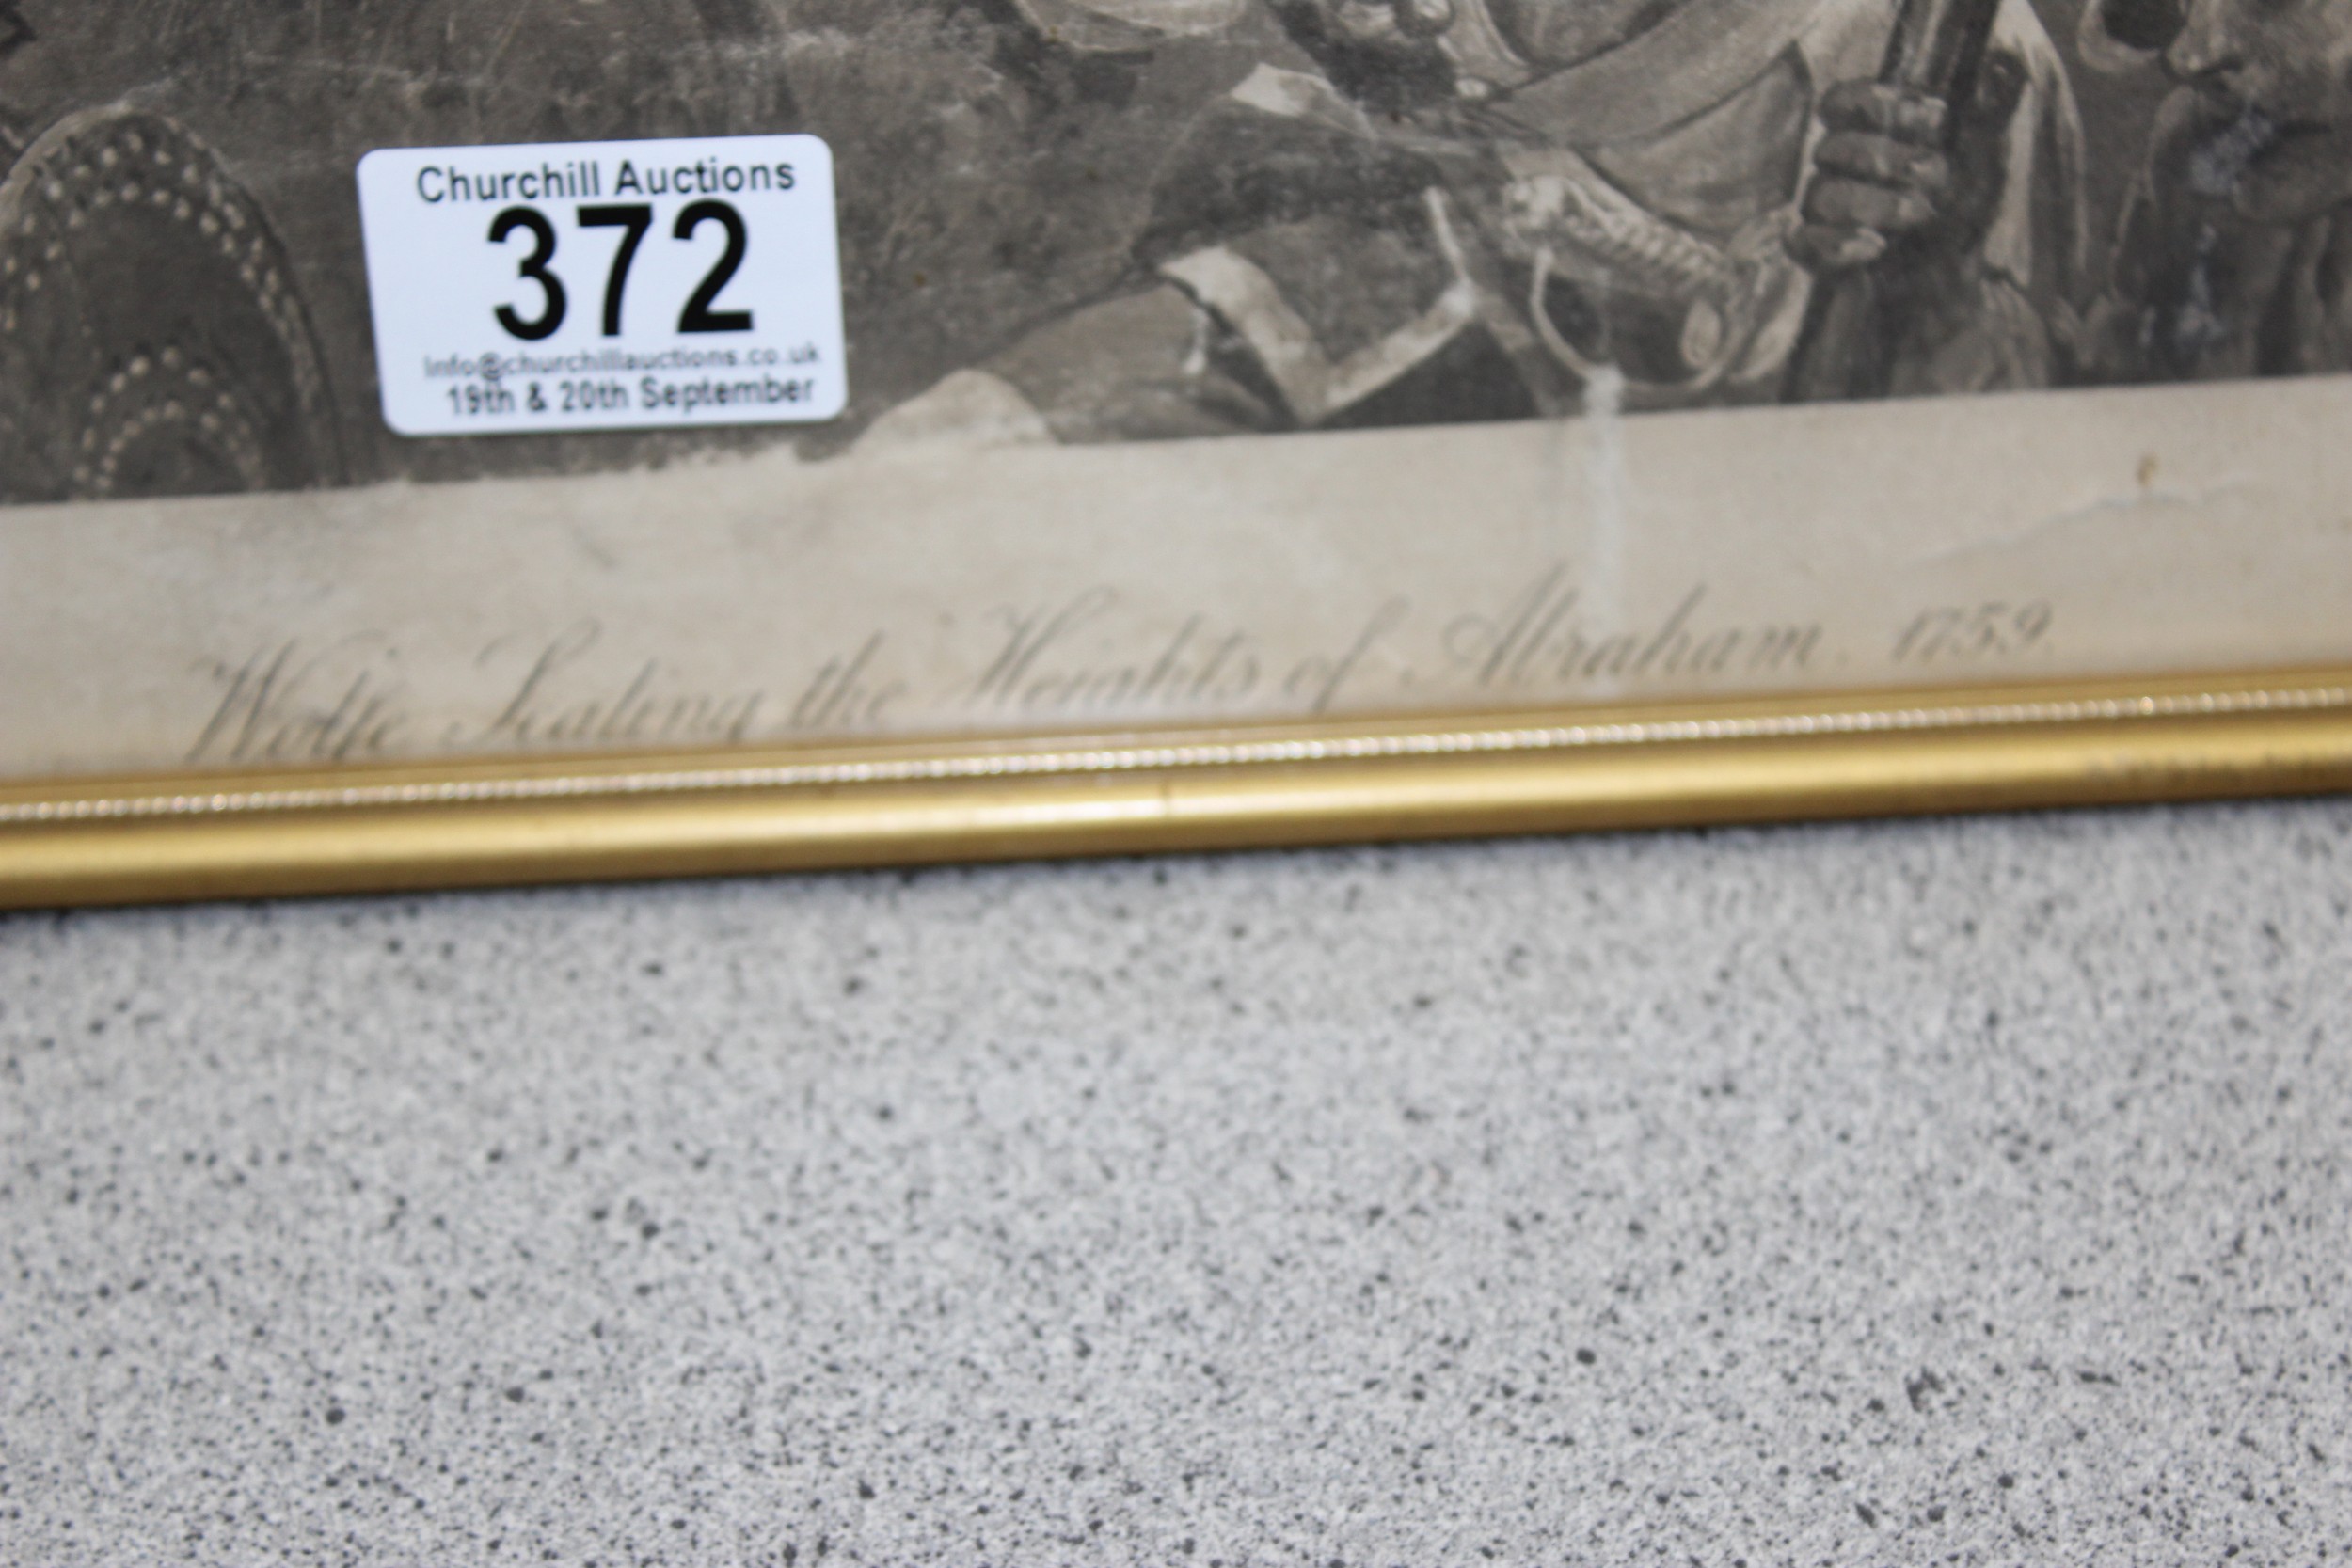 Churchill Auctions
372
Info@churchillauctions.co.uk
19th & 20th September
Wolfe Scaling the Heights of Abraham. 1759.